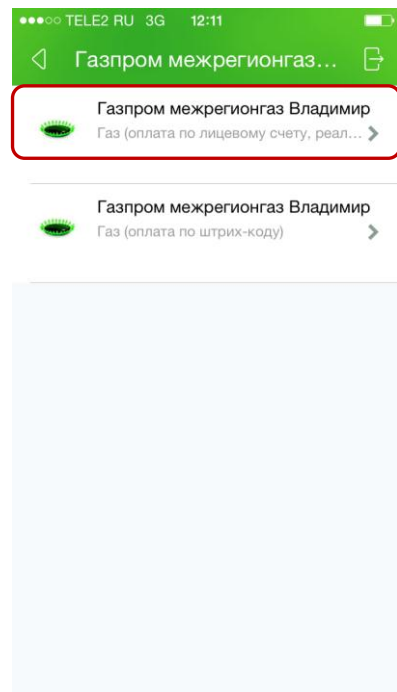 TELE2 RU 3G 12:11
Газпром межрегионгаз...
Газпром межрегионгаз Владимир
Газ (оплата по лицевому счету, реал...
Газпром межрегионгаз Владимир
Газ (оплата по штрих-коду)